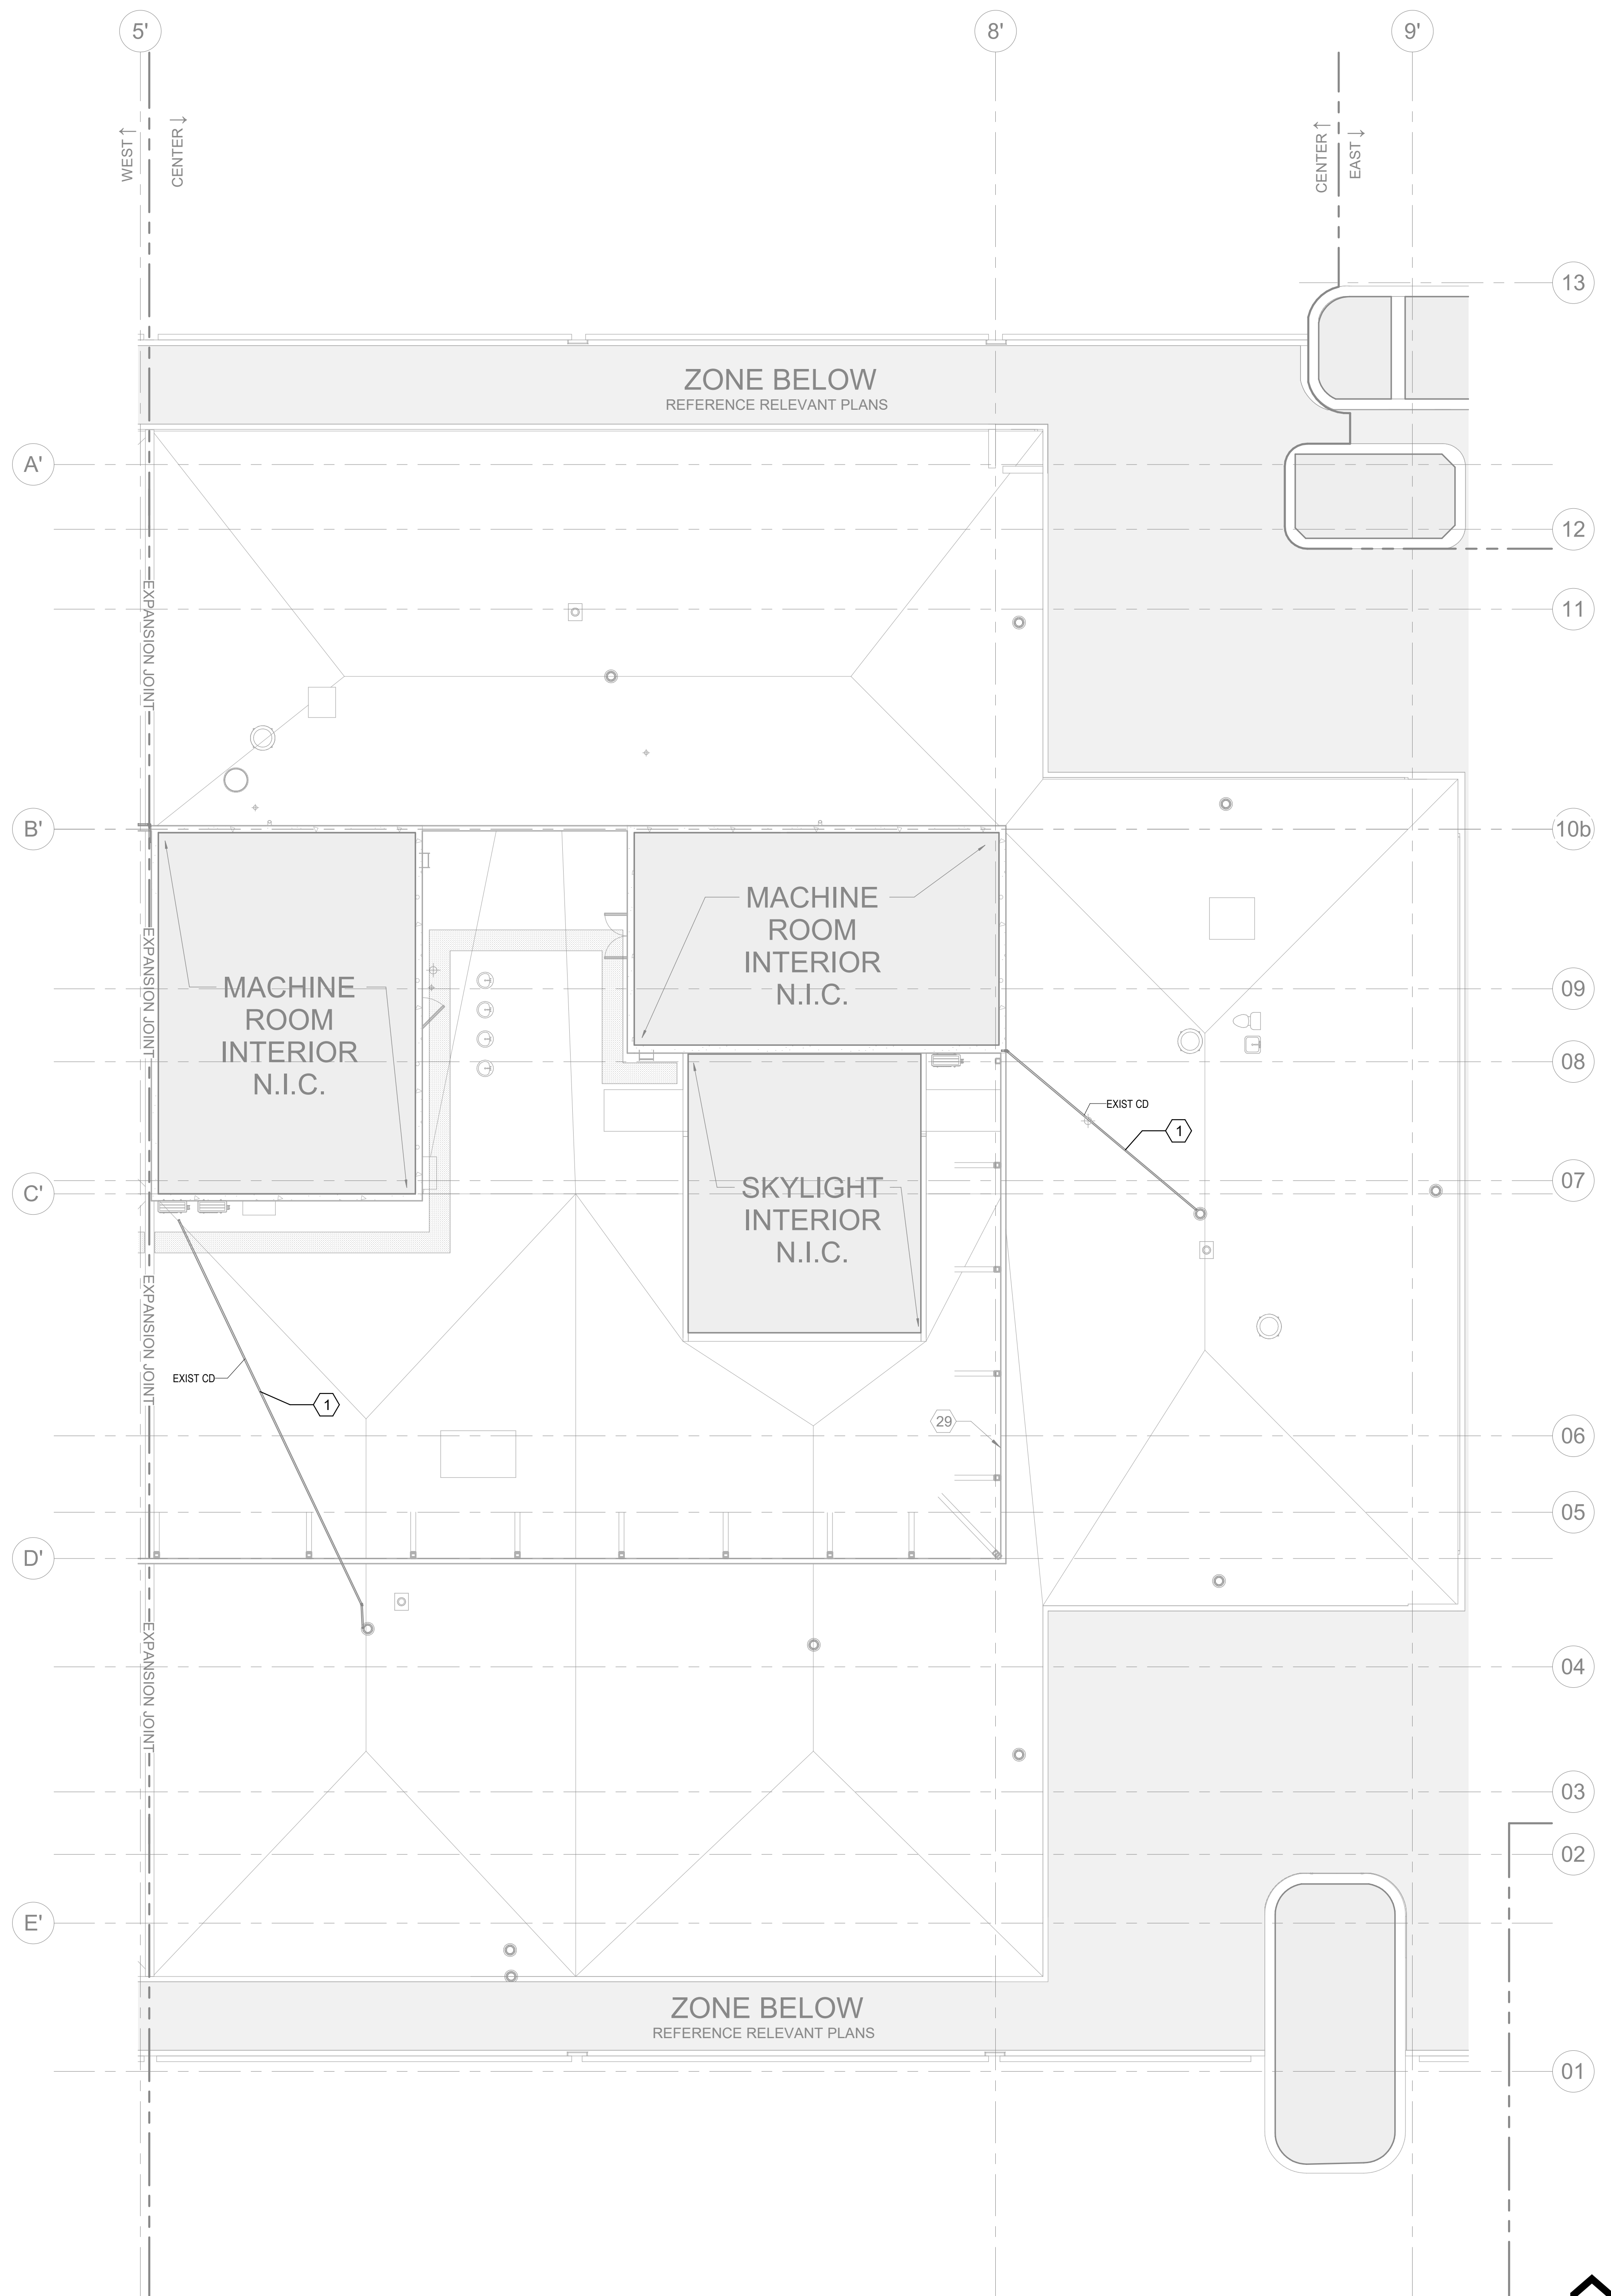 5'
8'
9'
WEST ↑
CENTER ↓
CENTER ↑
EAST ↓
13
ZONE BELOW
REFERENCE RELEVANT PLANS
A'
12
11
EXPANSION JOINT
B'
10b
MACHINE
ROOM
INTERIOR
N.I.C.
EXPANSION JOINT
MACHINE
ROOM
INTERIOR
N.I.C.
09
08
EXIST CD
1
C'
07
SKYLIGHT
INTERIOR
N.I.C.
EXPANSION JOINT
EXIST CD
1
29
06
05
D'
EXPANSION JOINT
04
03
02
E'
ZONE BELOW
REFERENCE RELEVANT PLANS
01